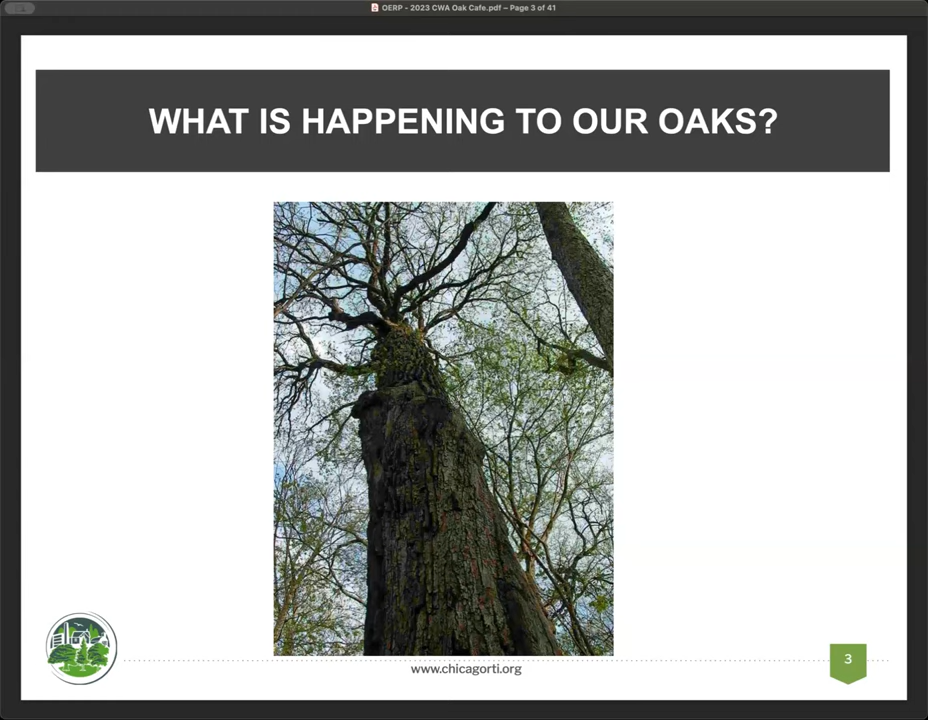 OERP - 2023 CWA Oak Cafe.pdf – Page 3 of 41
WHAT IS HAPPENING TO OUR OAKS?
www.chicagorti.org
3